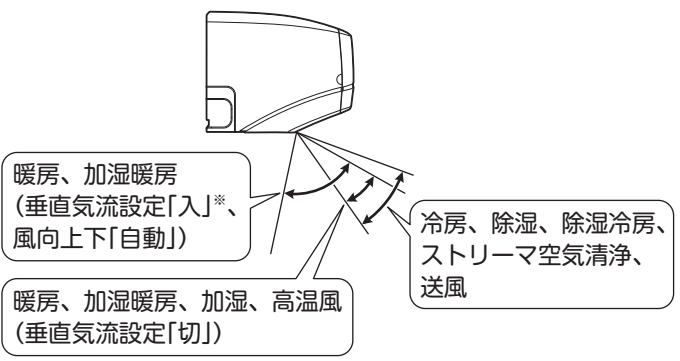 暖房、加湿暖房
(垂直気流設定「入」※、
風向上下「自動」)
冷房、除湿、除湿冷房、
ストリーマ空気清浄、
送風
暖房、加湿暖房、加湿、高温風
(垂直気流設定「切」)